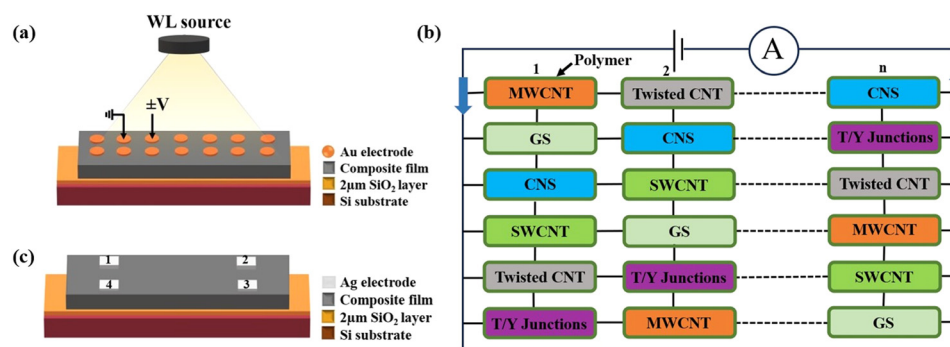 (a)
WL source
±V
Au electrode
Composite film
2μm SiO₂ layer
Si substrate
(c)
1
2
4
3
Ag electrode
Composite film
2μm SiO₂ layer
Si substrate
(b)
A
Polymer
1
2
n
MWCNT
Twisted CNT
CNS
GS
CNS
T/Y Junctions
CNS
SWCNT
Twisted CNT
SWCNT
GS
MWCNT
Twisted CNT
T/Y Junctions
SWCNT
T/Y Junctions
MWCNT
GS